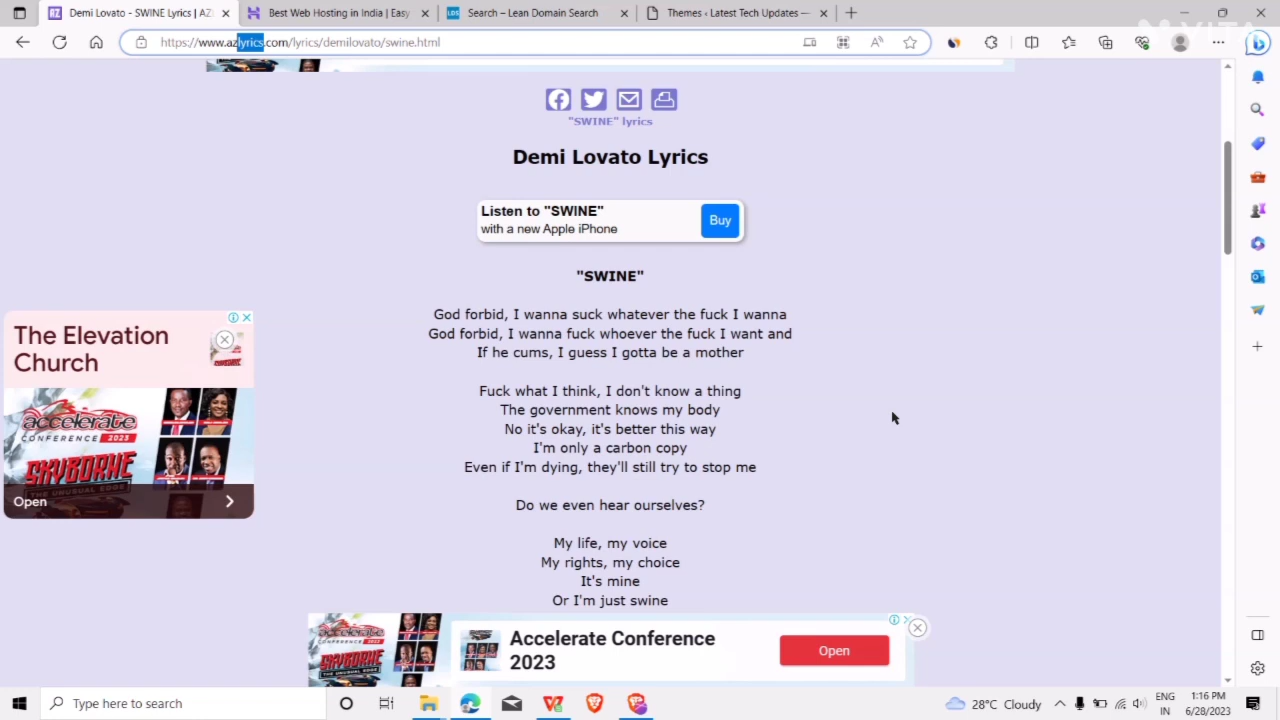 Demi Lovato - SWINE Lyrics | AZ
Best Web Hosting in India | Easy
Search – Lean Domain Search
Themes ‹ Latest Tech Updates —
https://www.azlyrics.com/lyrics/demilovato/swine.html
VITA
"SWINE" lyrics
Demi Lovato Lyrics
Listen to "SWINE"
with a new Apple iPhone
Buy
"SWINE"
God forbid, I wanna suck whatever the fuck I wanna
God forbid, I wanna fuck whoever the fuck I want and
If he cums, I guess I gotta be a mother
Fuck what I think, I don't know a thing
The government knows my body
No it's okay, it's better this way
I'm only a carbon copy
Even if I'm dying, they'll still try to stop me
Do we even hear ourselves?
My life, my voice
My rights, my choice
It's mine
Or I'm just swine
The Elevation
Church
accelerate
CONFERENCE 2023
SKYBORNE
THE UNUSUAL EDGE
Open
accelerate
SKYBORNE
Accelerate Conference
2023
Open
Type here to search
28°C Cloudy
ENG
IN
1:16 PM
6/28/2023